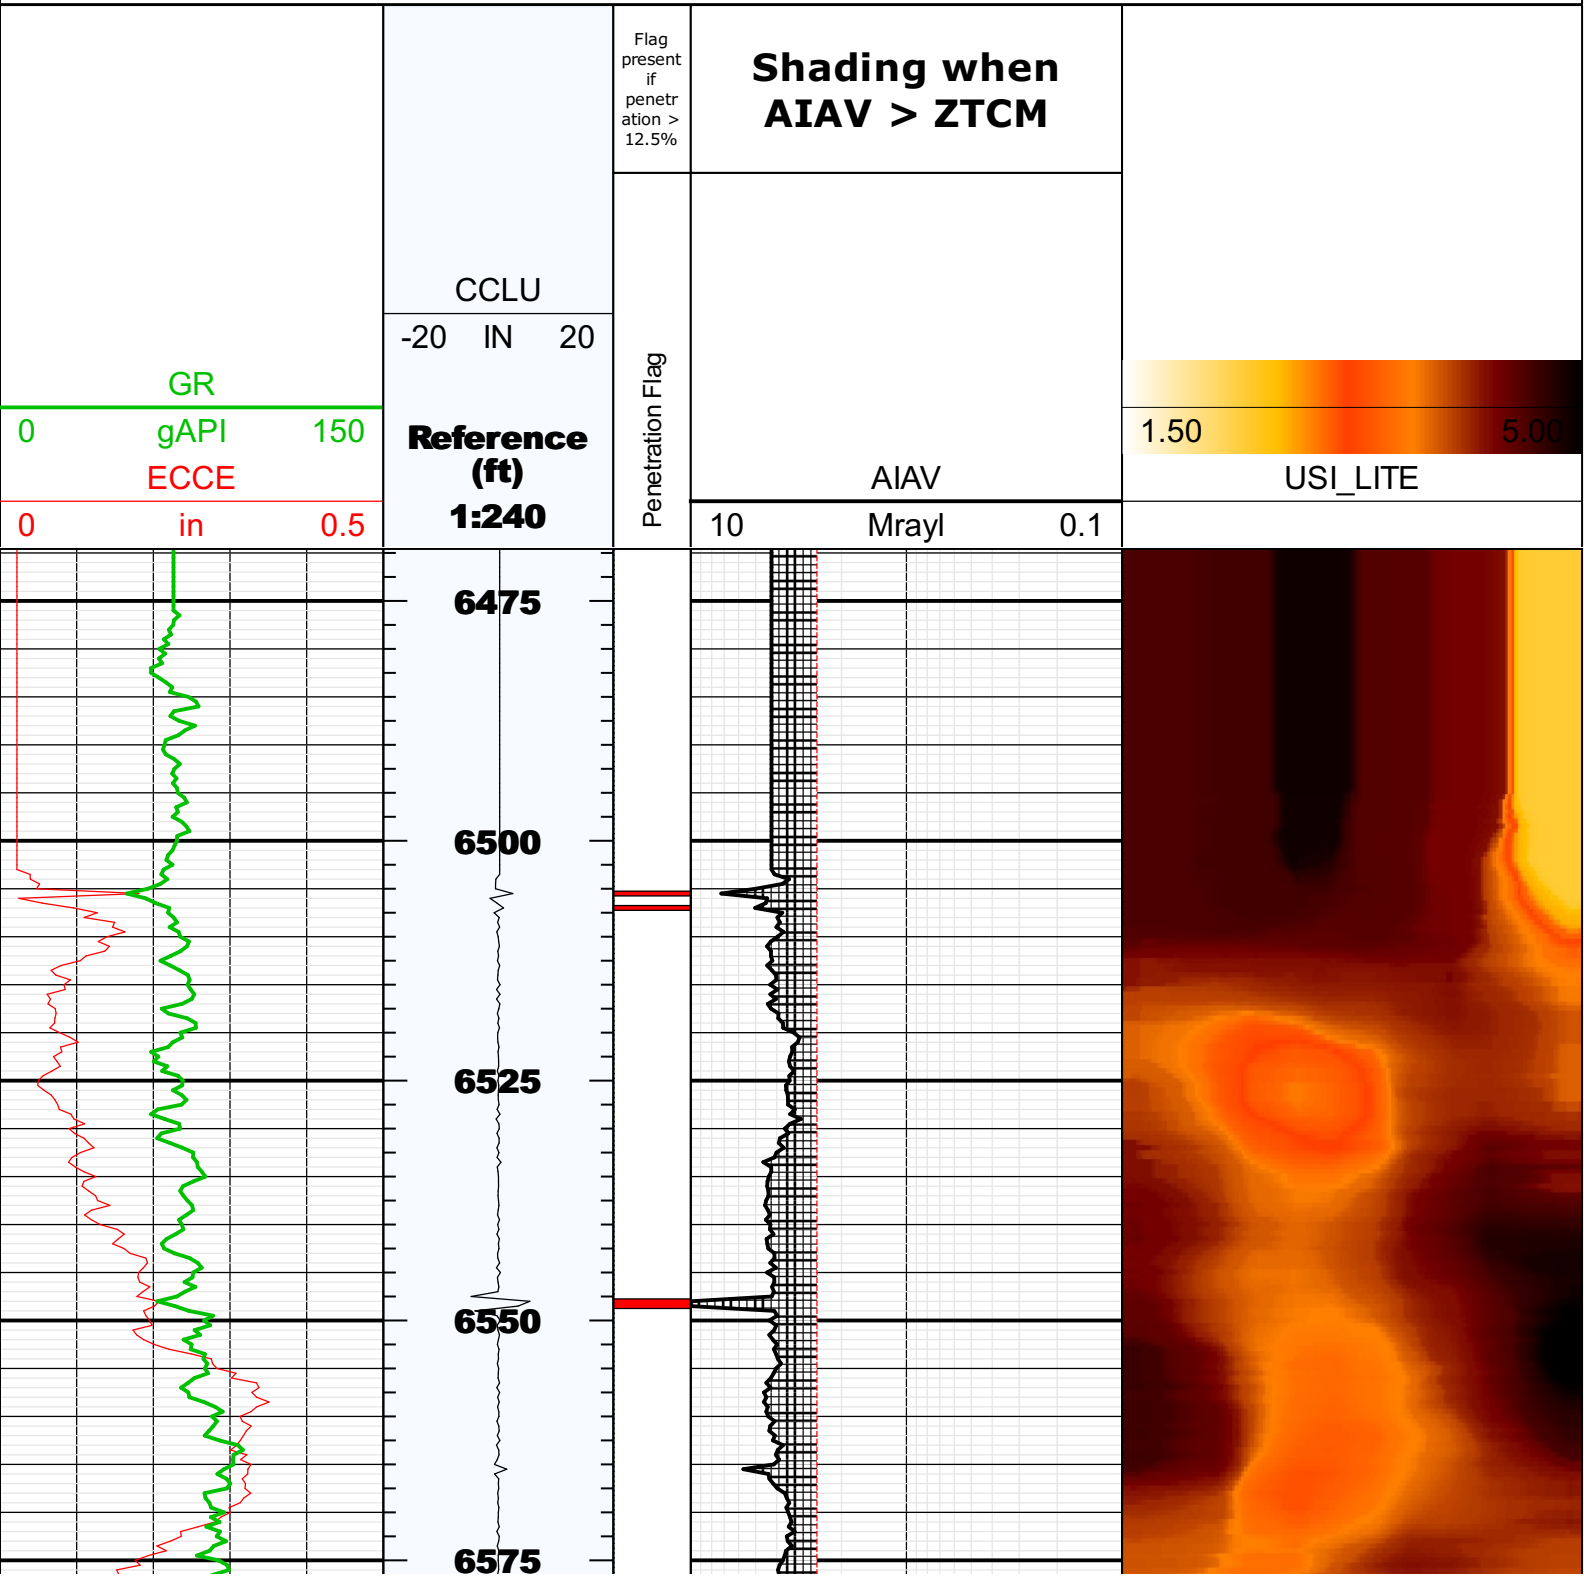 GR
0 gAPI 150
ECCE
0 in 0.5
CCLU
-20 IN 20
Reference
(ft)
1:240
Flag
present
if
penetr
ation >
12.5%
Penetration Flag
Shading when
AIAV > ZTCM
AIAV
10 Mrayl 0.1
1.50 5.00
USI_LITE
6475
6500
6525
6550
6575